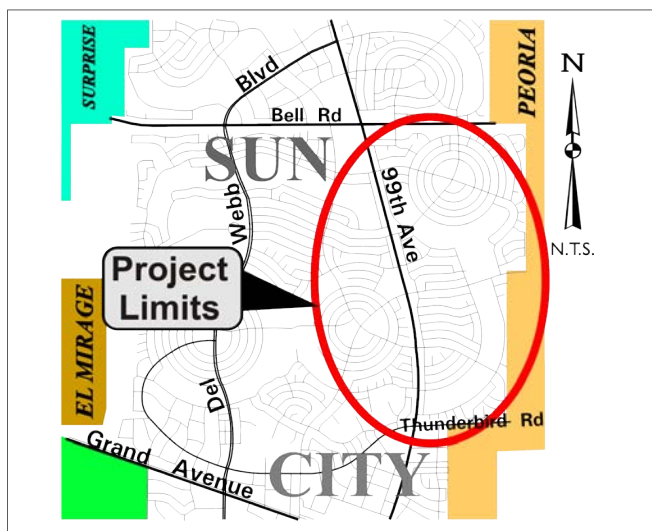 SURPRISE
Blvd
Bell Rd
PEORIA
N
SUN
Webb
99th Ave
N.T.S.
Project
Limits
EL MIRAGE
Del
Thunderbird Rd
Grand Avenue
CITY